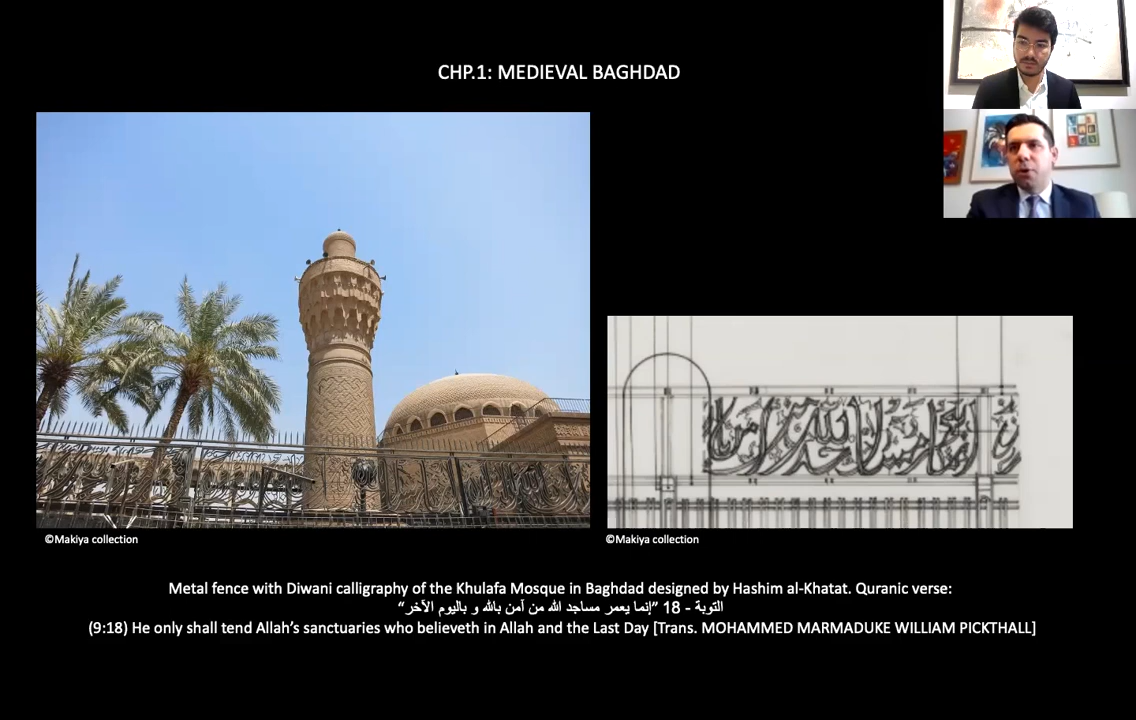 CHP.1: MEDIEVAL BAGHDAD
©Makiya collection
©Makiya collection
Metal fence with Diwani calligraphy of the Khulafa Mosque in Baghdad designed by Hashim al-Khatat. Quranic verse:
التوبة - 18 "إنما يعمر مساجد الله من آمن بالله و باليوم الآخر"
(9:18) He only shall tend Allah's sanctuaries who believeth in Allah and the Last Day [Trans. MOHAMMED MARMADUKE WILLIAM PICKTHALL]